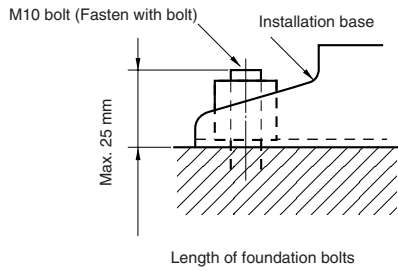 M10 bolt (Fasten with bolt)
Installation base
Max. 25 mm
Length of foundation bolts